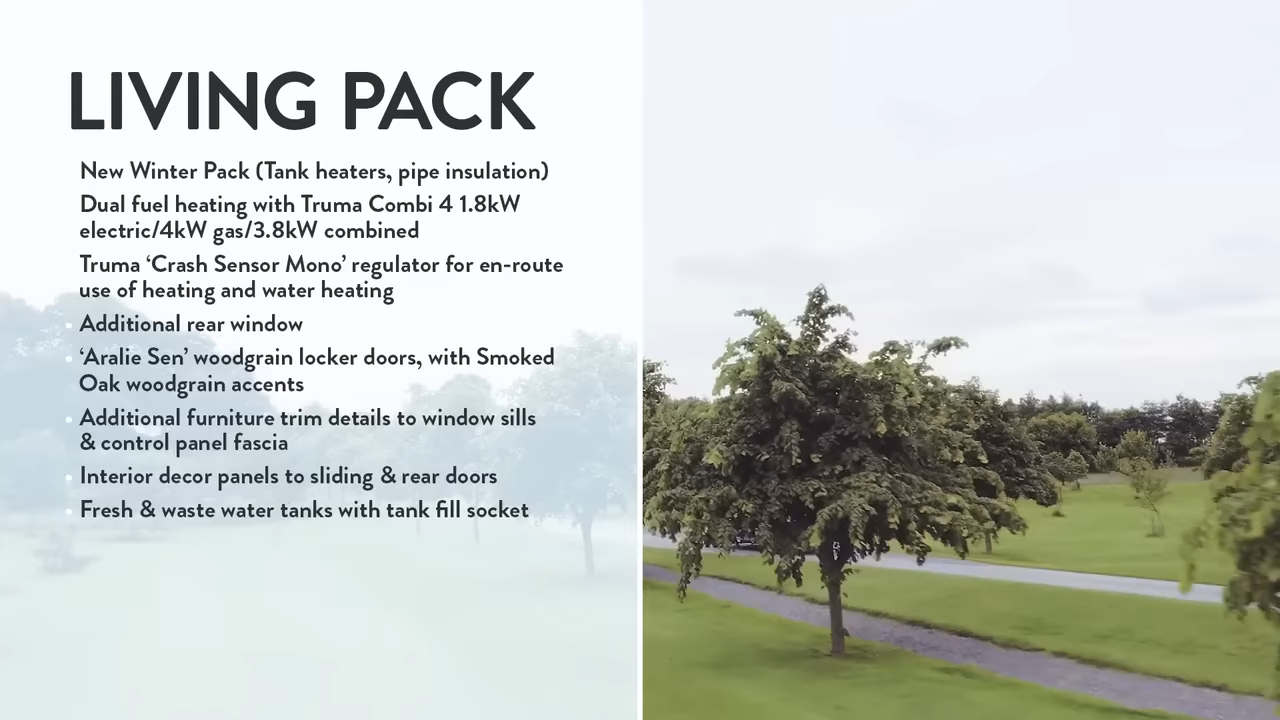 LIVING PACK
New Winter Pack (Tank heaters, pipe insulation)
Dual fuel heating with Truma Combi 4 1.8kW
electric/4kW gas/3.8kW combined
Truma ‘Crash Sensor Mono’ regulator for en-route
use of heating and water heating
Additional rear window
‘Aralie Sen’ woodgrain locker doors, with Smoked
Oak woodgrain accents
Additional furniture trim details to window sills
& control panel fascia
Interior decor panels to sliding & rear doors
Fresh & waste water tanks with tank fill socket